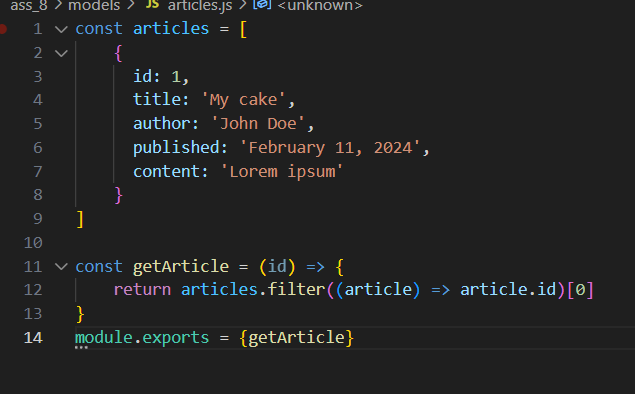 ass_8 > models > JS articles.js > <unknown>
1 const articles = [
2 {
3 id: 1,
4 title: 'My cake',
5 author: 'John Doe',
6 published: 'February 11, 2024',
7 content: 'Lorem ipsum'
8 }
9 ]
10
11 const getArticle = (id) => {
12 return articles.filter((article) => article.id)[0]
13 }
14 module.exports = {getArticle}